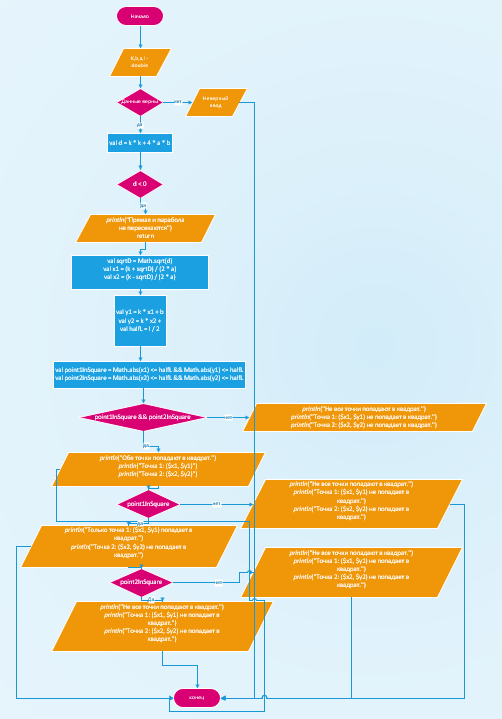 Начало
K,b,a,l -
double
Данные верны
нет
Неверный
ввод
да
val d = k * k + 4 * a * b
d < 0
да
println("Прямая и парабола
не пересекаются")
return
val sqrtD = Math.sqrt(d)
val x1 = (k + sqrtD) / (2 * a)
val x2 = (k - sqrtD) / (2 * a)
val y1 = k * x1 + b
val y2 = k * x2 +
val halfL = l / 2
val point1InSquare = Math.abs(x1) <= halfL && Math.abs(y1) <= halfL
val point2InSquare = Math.abs(x2) <= halfL && Math.abs(y2) <= halfL
point1InSquare && point2InSquare
нет
println("Не все точки попадают в квадрат.")
println("Точка 1: ($x1, $y1) не попадает в квадрат.")
println("Точка 2: ($x2, $y2) не попадает в квадрат.")
да
println("Обе точки попадают в квадрат.")
println("Точка 1: ($x1, $y1)")
println("Точка 2: ($x2, $y2)")
point1InSquare
нет
println("Не все точки попадают в квадрат.")
println("Точка 1: ($x1, $y1) не попадает в
квадрат.")
println("Точка 2: ($x2, $y2) не попадает в
квадрат.")
да
println("Только точка 1: ($x1, $y1) попадает в
квадрат.")
println("Точка 2: ($x2, $y2) не попадает в
квадрат.")
point2InSquare
нет
println("Не все точки попадают в квадрат.")
println("Точка 1: ($x1, $y1) не попадает в
квадрат.")
println("Точка 2: ($x2, $y2) не попадает в
квадрат.")
да
println("Не все точки попадают в квадрат.")
println("Точка 1: ($x1, $y1) не попадает в
квадрат.")
println("Точка 2: ($x2, $y2) не попадает в
квадрат.")
конец